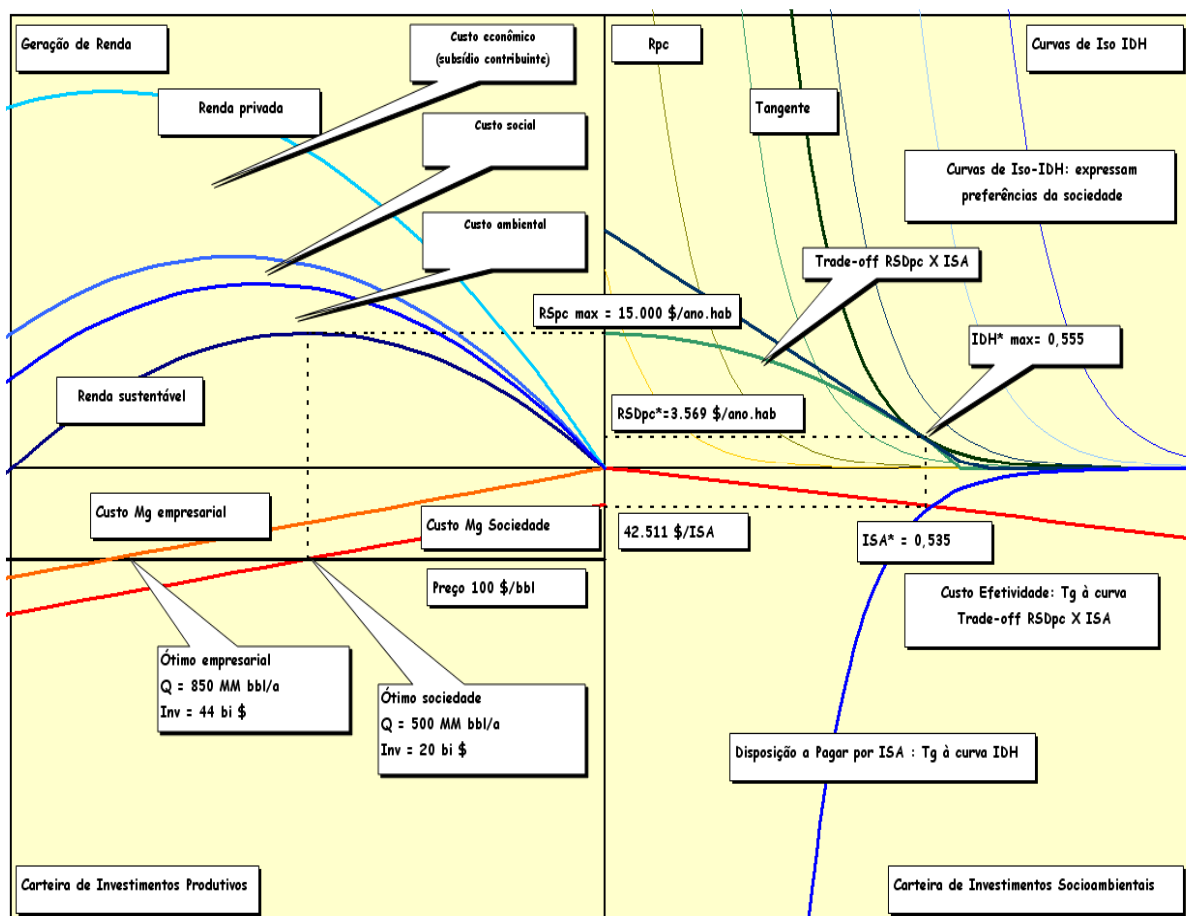 Geração de Renda
Custo econômico
(subsídio contribuinte)
Rpc
Curvas de Iso IDH
Renda privada
Custo social
Tangente
Curvas de Iso-IDH: expressam
preferências da sociedade
Custo ambiental
Trade-off RSDpc X ISA
RSpc max = 15.000 $/ano.hab
IDH* max= 0,555
Renda sustentável
RSDpc*=3.569 $/ano.hab
Custo Mg empresarial
Custo Mg Sociedade
42.511 $/ISA
ISA* = 0,535
Preço 100 $/bbl
Custo Efetividade: Tg à curva
Trade-off RSDpc X ISA
Ótimo empresarial
Q = 850 MM bbl/a
Inv = 44 bi $
Ótimo sociedade
Q = 500 MM bbl/a
Inv = 20 bi $
Disposição a Pagar por ISA : Tg à curva IDH
Carteira de Investimentos Produtivos
Carteira de Investimentos Socioambientais